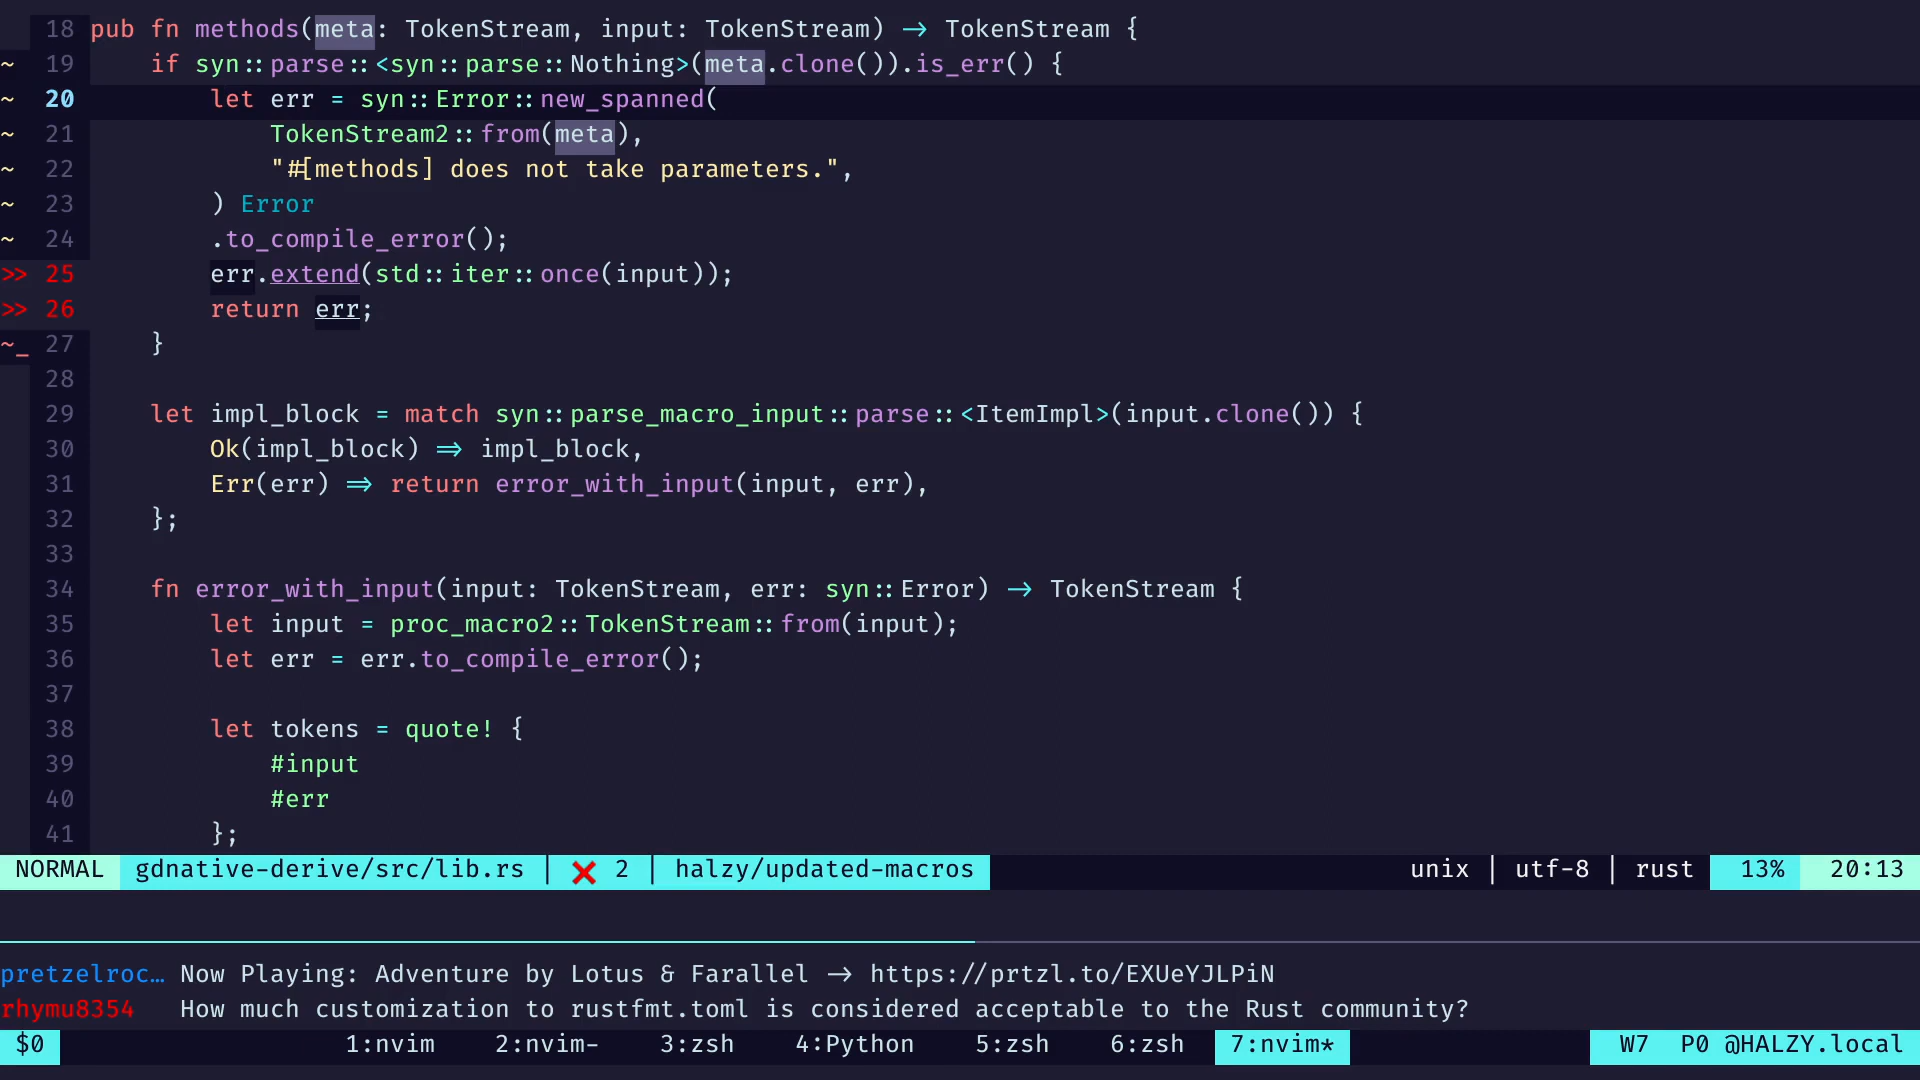 18 pub fn methods(meta: TokenStream, input: TokenStream) -> TokenStream {
~ 19     if syn::parse::<syn::parse::Nothing>(meta.clone()).is_err() {
~ 20         let err = syn::Error::new_spanned(
~ 21             TokenStream2::from(meta),
~ 22             "#[methods] does not take parameters.",
~ 23         ) Error
~ 24         .to_compile_error();
>> 25         err.extend(std::iter::once(input));
>> 26         return err;
~_ 27     }
28
29     let impl_block = match syn::parse_macro_input::parse::<ItemImpl>(input.clone()) {
30         Ok(impl_block) => impl_block,
31         Err(err) => return error_with_input(input, err),
32     };
33
34     fn error_with_input(input: TokenStream, err: syn::Error) -> TokenStream {
35         let input = proc_macro2::TokenStream::from(input);
36         let err = err.to_compile_error();
37
38         let tokens = quote! {
39             #input
40             #err
41         };
NORMAL gdnative-derive/src/lib.rs | ❌ 2 | halzy/updated-macros unix | utf-8 | rust 13% 20:13
pretzelroc… Now Playing: Adventure by Lotus & Farallel -> https://prtzl.to/EXUeYJLPiN
rhymu8354 How much customization to rustfmt.toml is considered acceptable to the Rust community?
$0 1:nvim 2:nvim- 3:zsh 4:Python 5:zsh 6:zsh 7:nvim* W7 P0 @HALZY.local